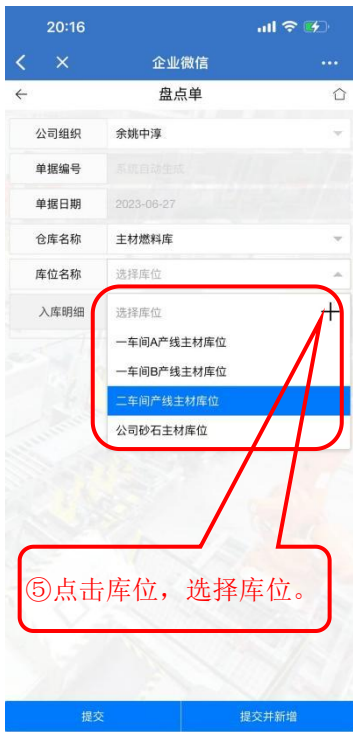 20:16
企业微信
盘点单
公司组织 余姚中淳
单据编号 系统自动生成
单据日期 2023-06-27
仓库名称 主材燃料库
库位名称 选择库位
入库明细
选择库位
一车间A产线主材库位
一车间B产线主材库位
二车间产线主材库位
公司砂石主材库位
⑤点击库位，选择库位。
提交 提交并新增